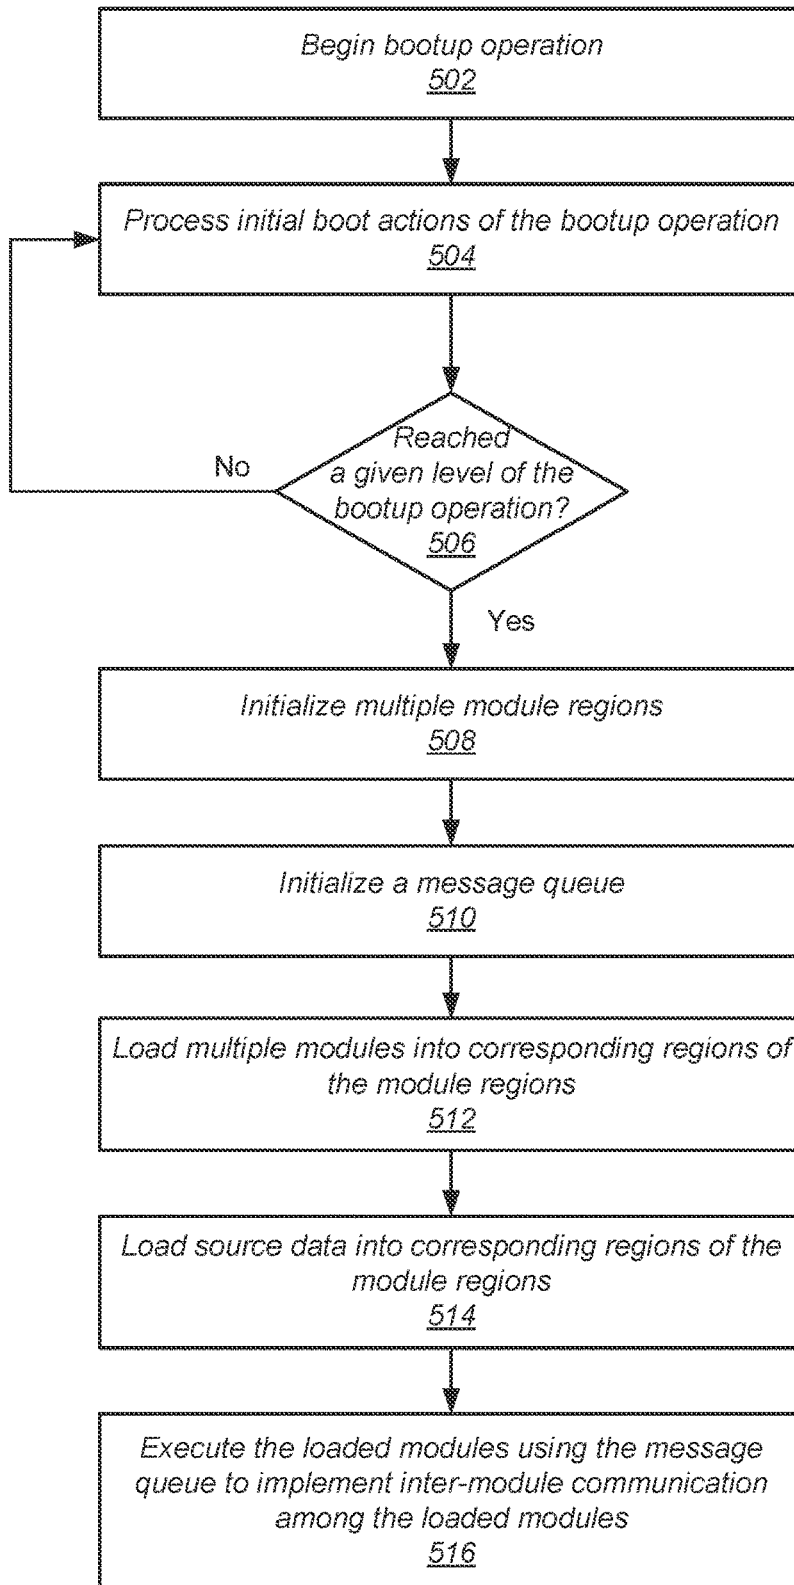 Begin bootup operation
502
Process initial boot actions of the bootup operation
504
Reached
a given level of the
bootup operation?
506
No
Yes
Initialize multiple module regions
508
Initialize a message queue
510
Load multiple modules into corresponding regions of
the module regions
512
Load source data into corresponding regions of the
module regions
514
Execute the loaded modules using the message
queue to implement inter-module communication
among the loaded modules
516